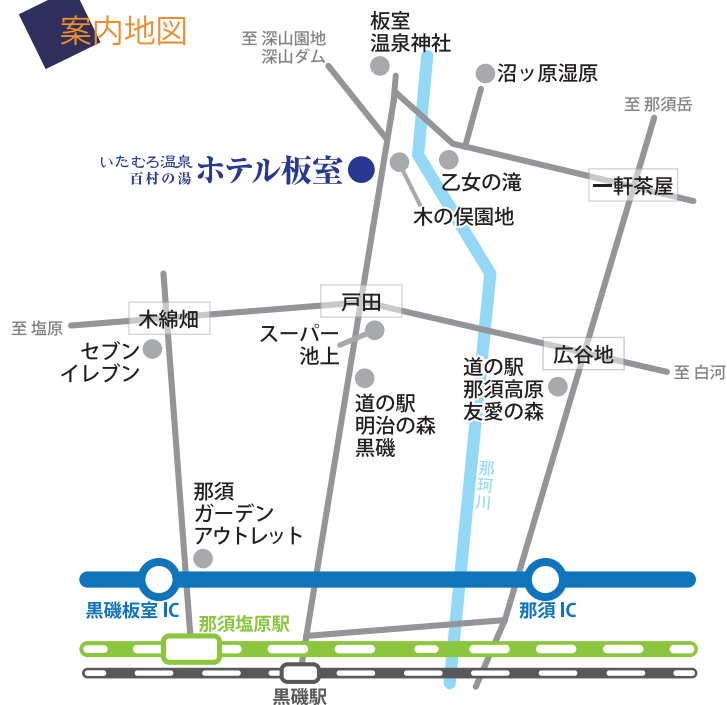 案内地図
至 深山園地
深山ダム
板室
温泉神社
沼ッ原湿原
至 那須岳
いたむろ温泉
百村の湯
ホテル板室
乙女の滝
木の俣園地
一軒茶屋
至 塩原
木綿畑
戸田
スーパー
池上
セブン
イレブン
広谷地
至 白河
道の駅
那須高原
友愛の森
道の駅
明治の森
黒磯
那珂川
那須
ガーデン
アウトレット
黒磯板室 IC
那須 IC
那須塩原駅
黒磯駅